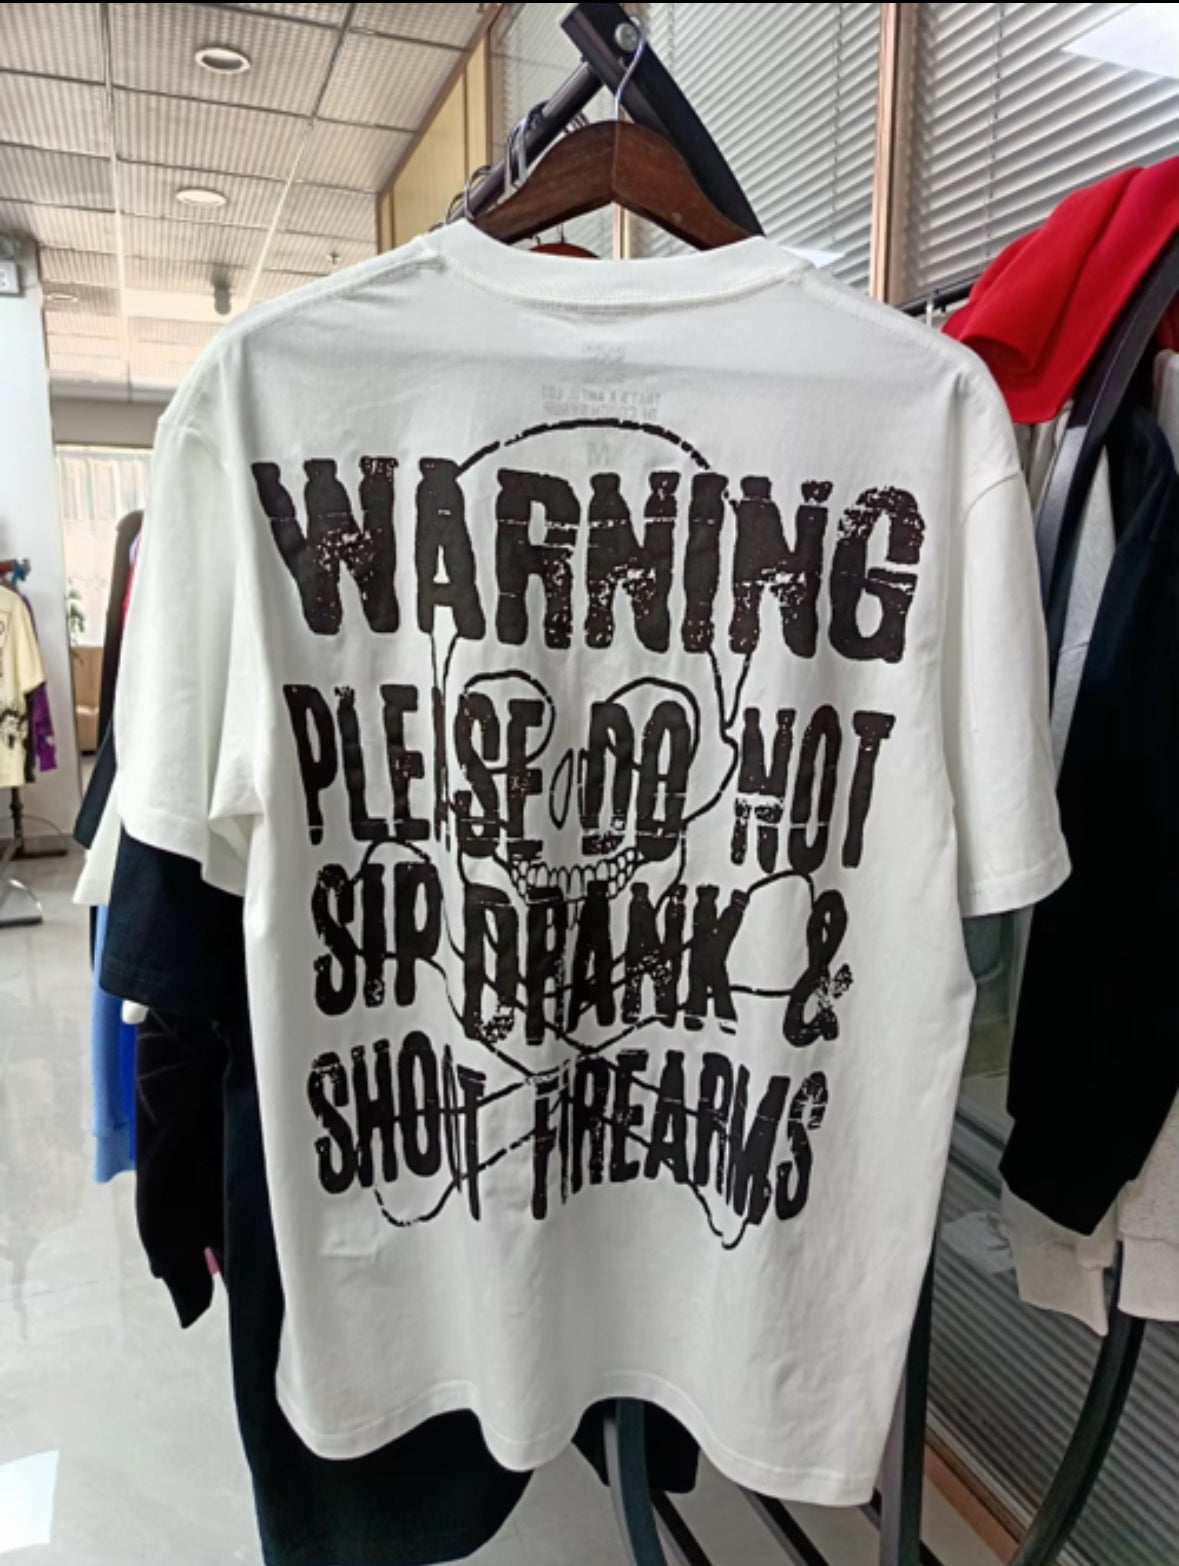 WARNING
PLEASE DO NOT
SIP DRANK &
SHOOT FIREARMS